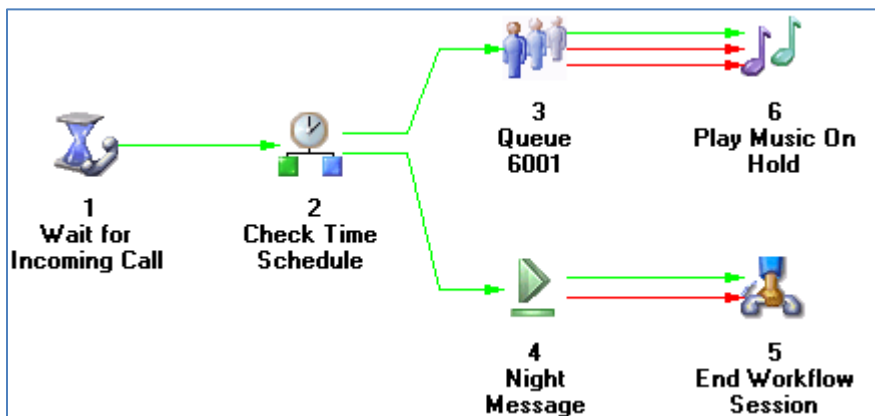 3
Queue
6001
6
Play Music On
Hold
1
Wait for
Incoming Call
2
Check Time
Schedule
4
Night
Message
5
End Workflow
Session